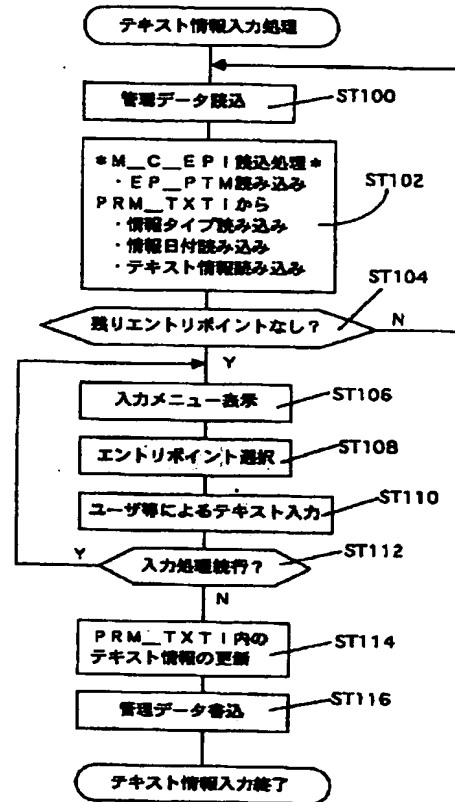 テキスト情報入力処理
管理データ読込
ST100
*M__C__EPI読込処理*
・EP__PTM読み込み
PRM__TXTIから
・情報タイプ読み込み
・情報日付読み込み
・テキスト情報読み込み
ST102
ST104
残りエントリポイントなし?
N
Y
入力メニュー表示
ST106
エントリポイント選択
ST108
ユーザ等によるテキスト入力
ST110
Y
入力処理続行?
ST112
N
PRM__TXTI内の
テキスト情報の更新
ST114
管理データ書込
ST116
テキスト情報入力終了